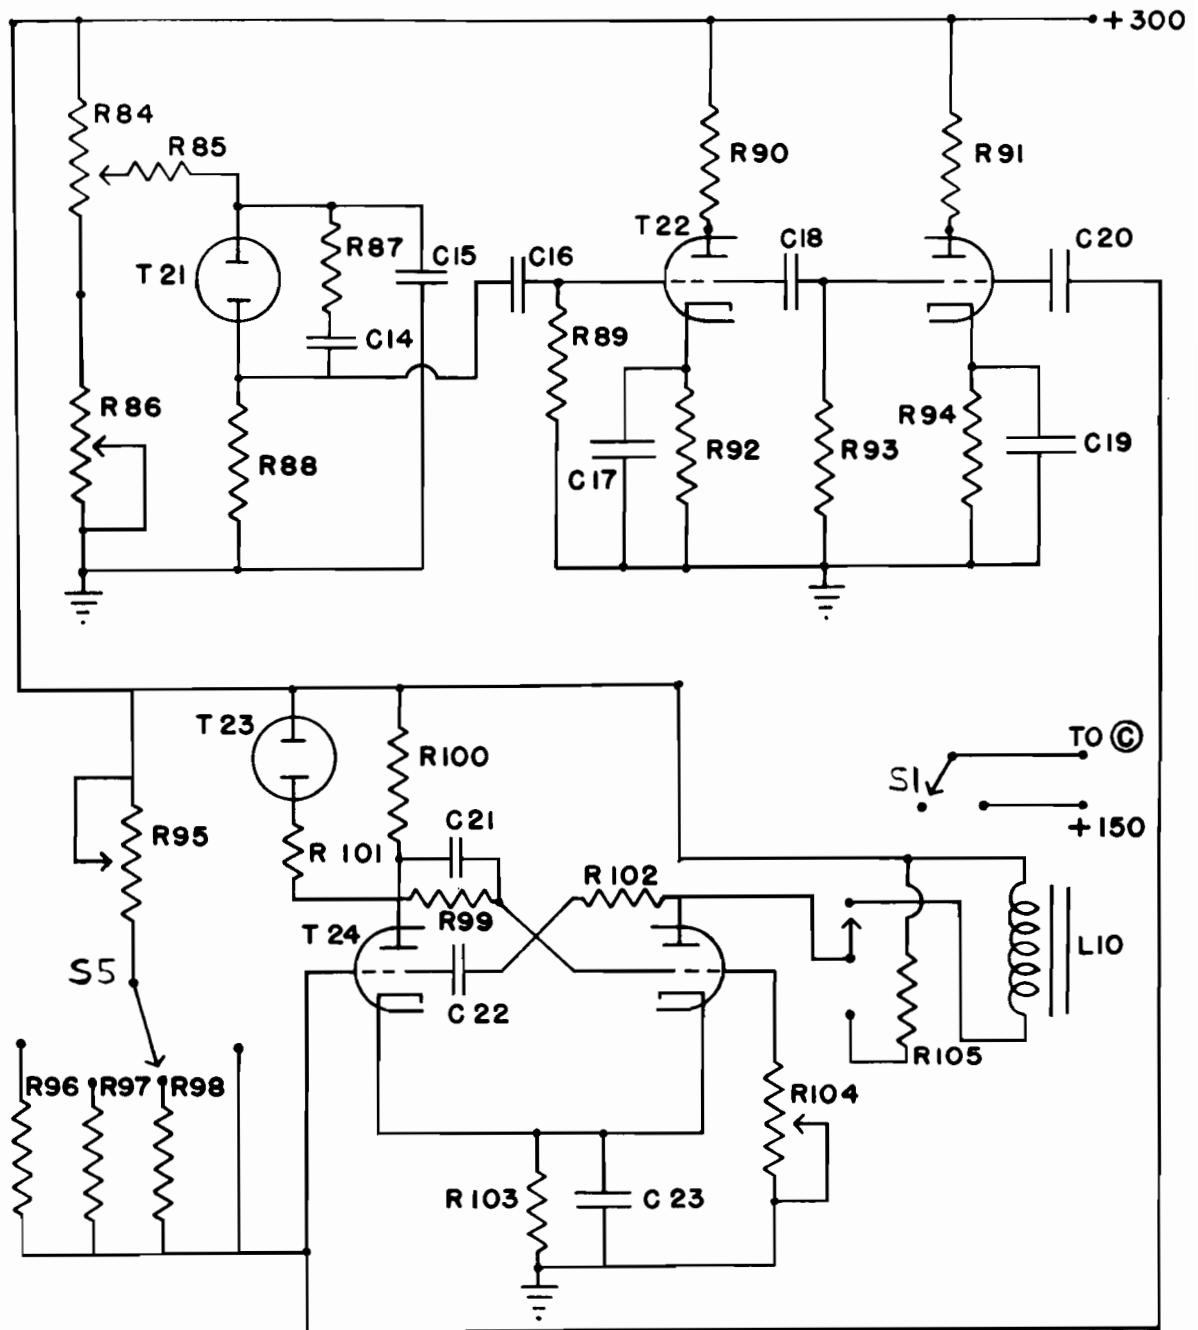 +300
R84
R85
R90
R91
T22
C18
C20
R87
C15
C16
T21
C14
R89
R86
R88
R92
R93
R94
C19
C17
T23
R100
TO Ⓒ
S1
+150
R95
C21
R101
R102
R99
T24
L10
S5
C22
R105
R96
R97
R98
R104
R103
C23